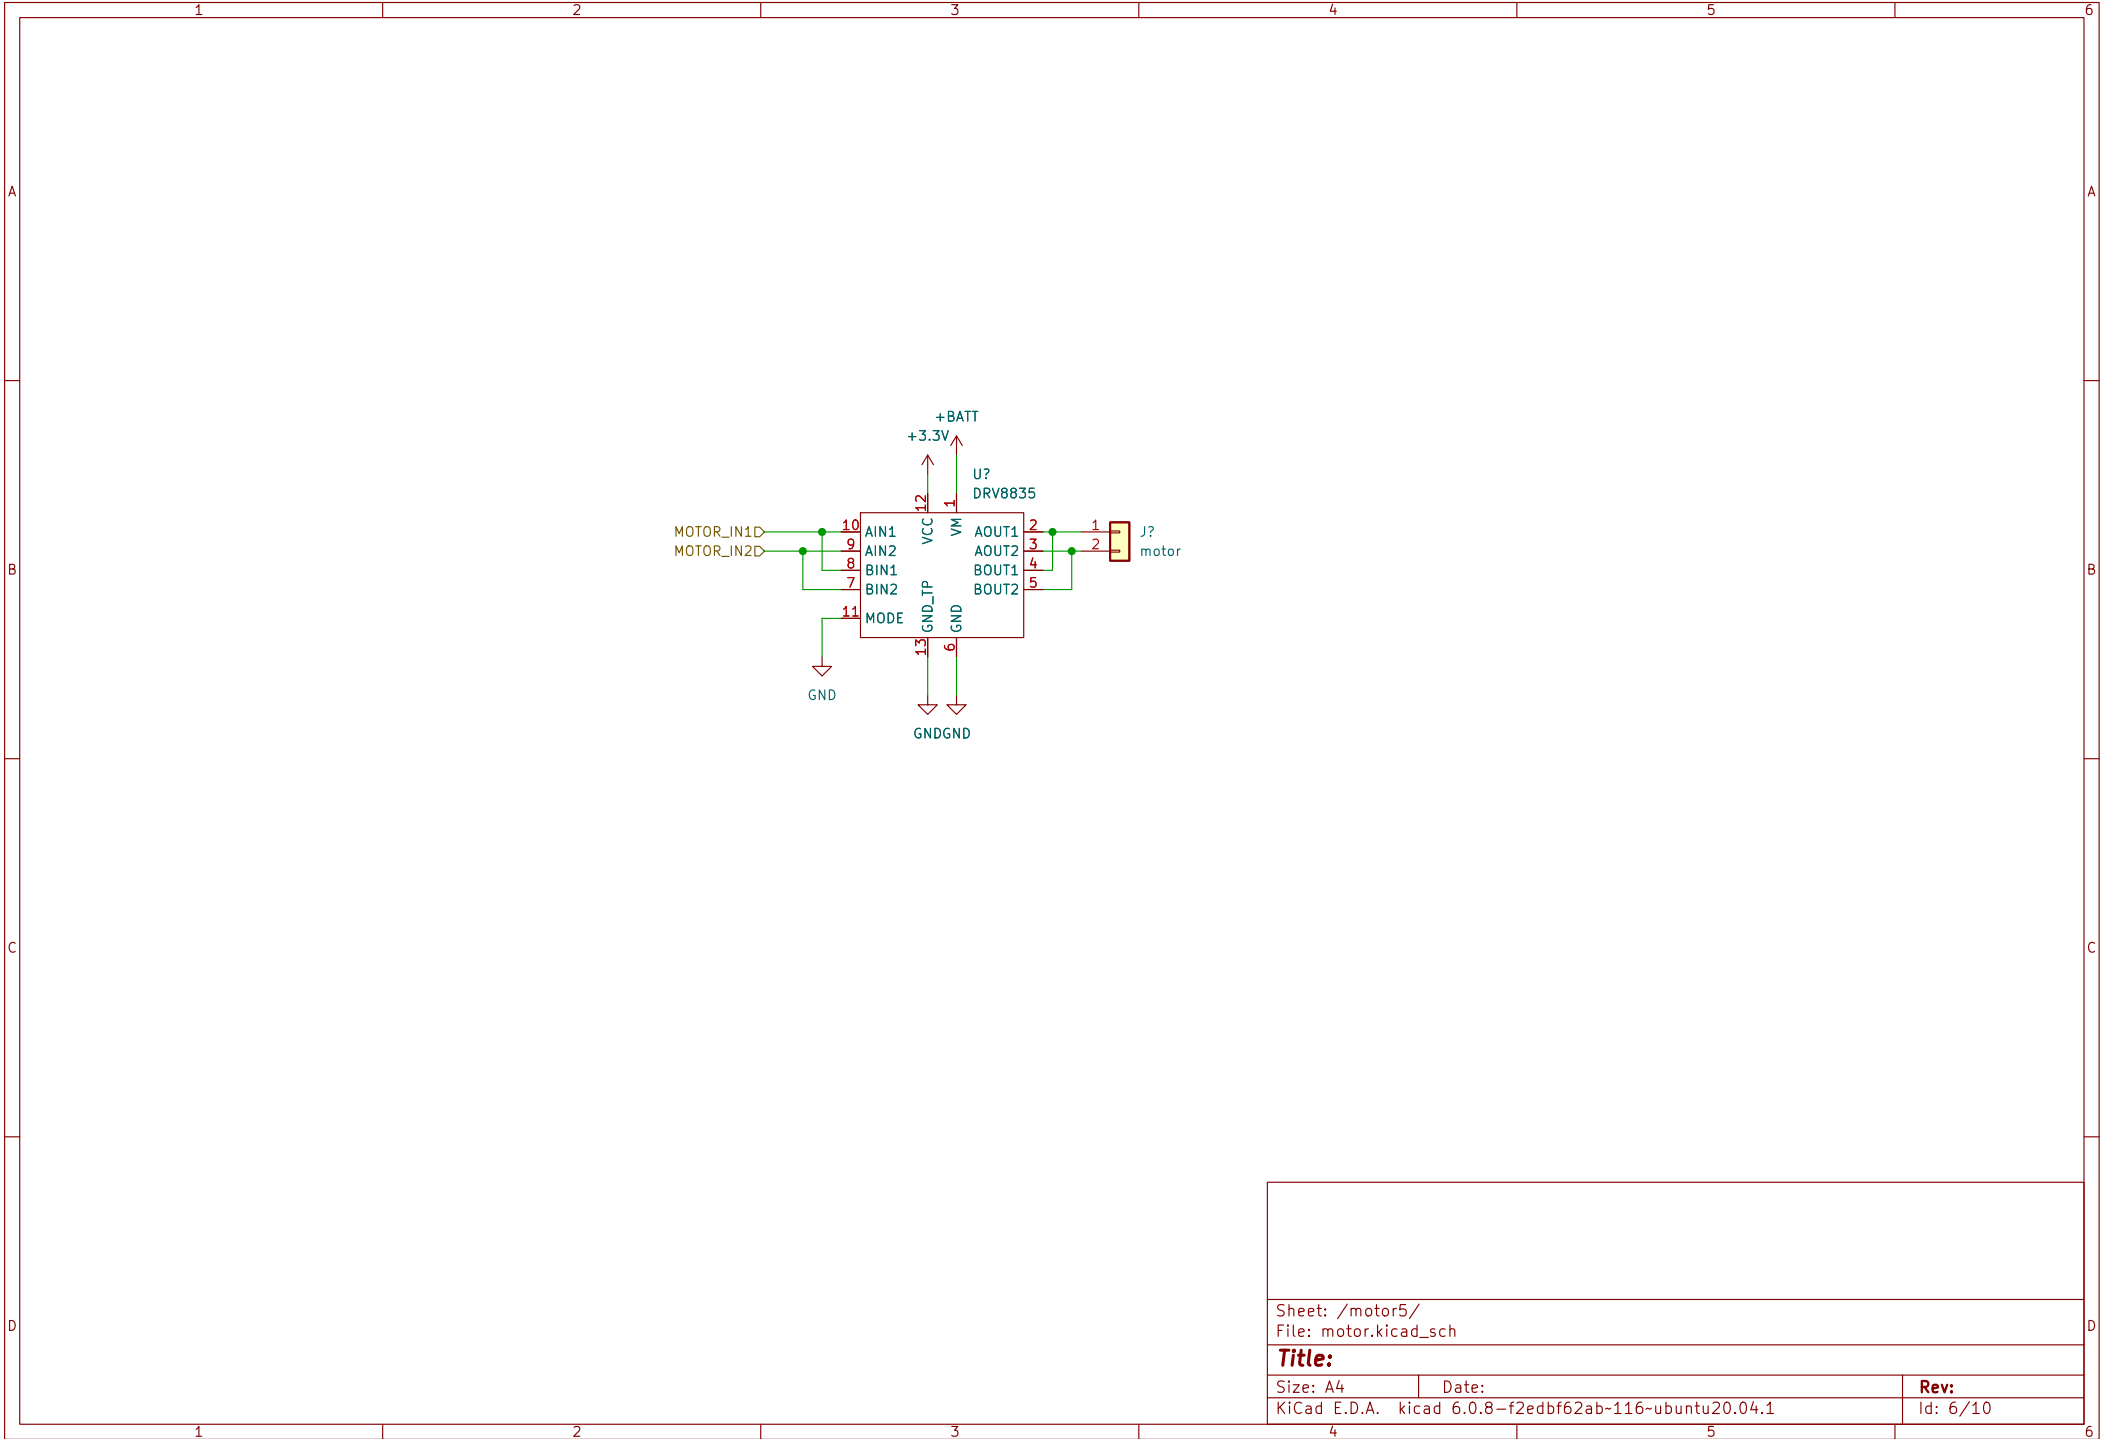 1 2 3 4 5 6
A A
+BATT
+3.3V
U?
DRV8835
12 1
VCC VM
MOTOR_IN1 10 AIN1 AOUT1 2 1 J?
MOTOR_IN2 9 AIN2 AOUT2 3 2 motor
B 8 BIN1 BOUT1 4 B
7 BIN2 BOUT2 5
11 MODE GND_TP GND
13 6
GND
GND GND
C C
Sheet: /motor5/
D File: motor.kicad_sch D
Title:
Size: A4 Date: Rev:
KiCad E.D.A. kicad 6.0.8-f2edbf62ab~116~ubuntu20.04.1 Id: 6/10
1 2 3 4 5 6